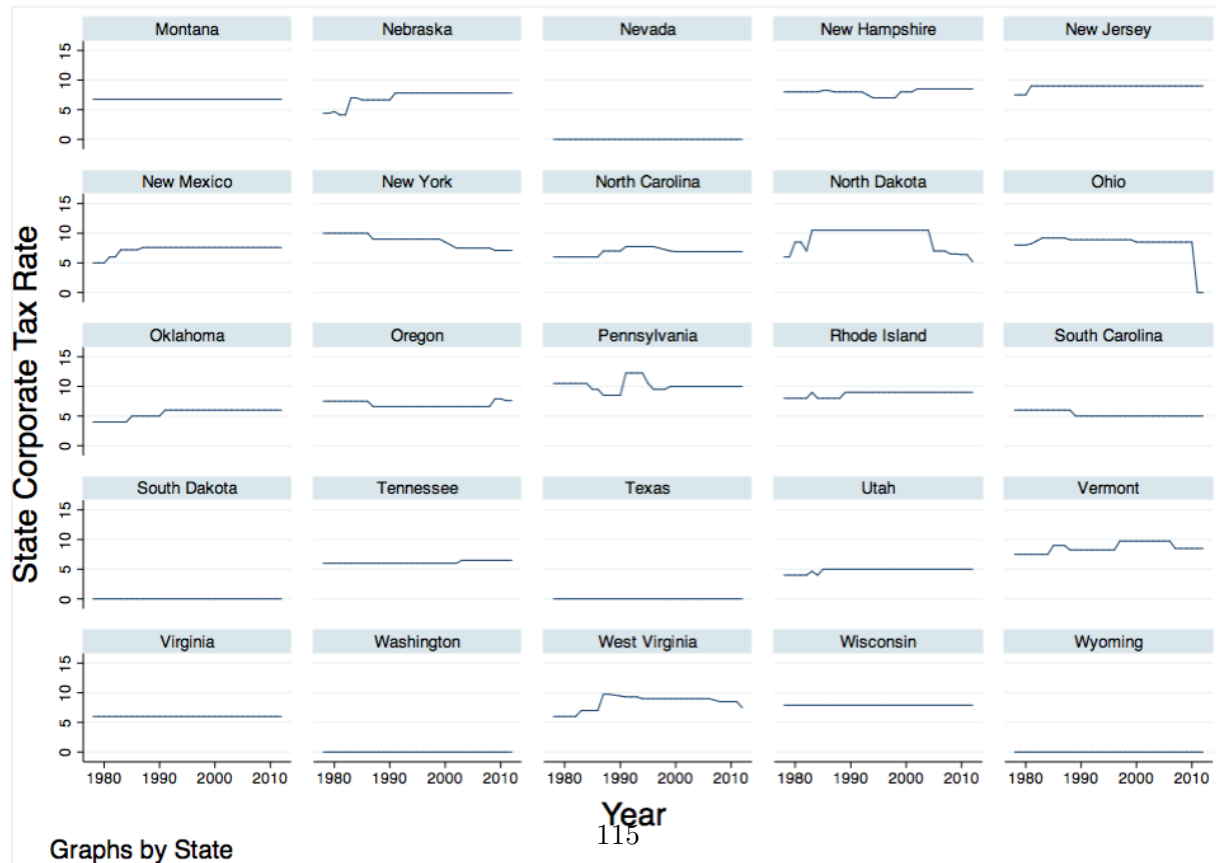 Montana Nebraska Nevada New Hampshire New Jersey
15
10
5
0
New Mexico New York North Carolina North Dakota Ohio
15
10
5
0
Oklahoma Oregon Pennsylvania Rhode Island South Carolina
15
10
5
0
South Dakota Tennessee Texas Utah Vermont
15
10
5
0
Virginia Washington West Virginia Wisconsin Wyoming
15
10
5
0
State Corporate Tax Rate
1980 1990 2000 2010 1980 1990 2000 2010 1980 1990 2000 2010 1980 1990 2000 2010 1980 1990 2000 2010
Year
115
Graphs by State